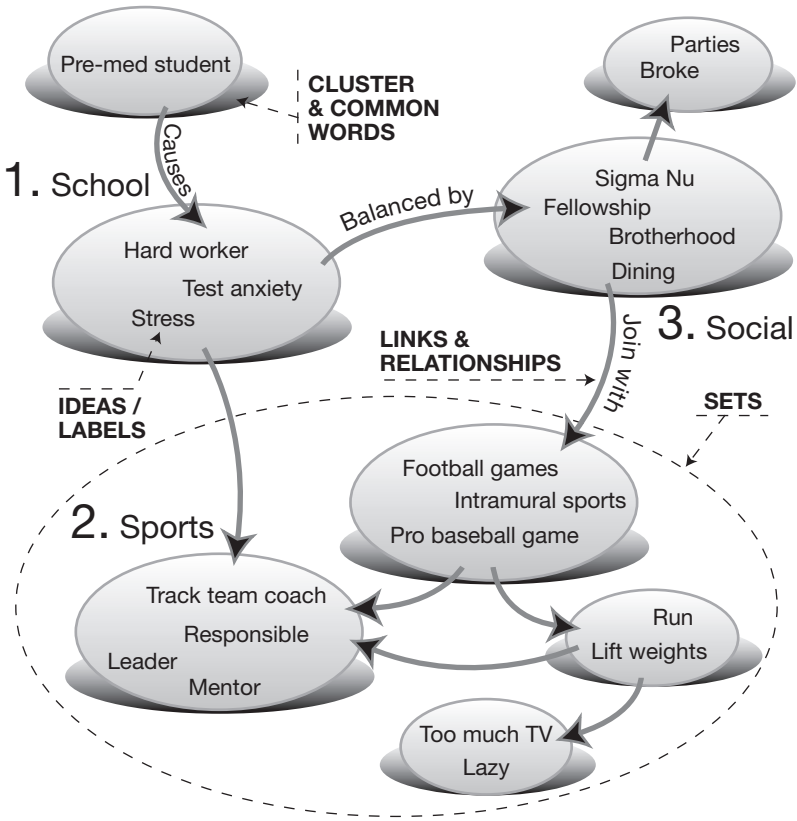 Pre-med student
CLUSTER
& COMMON
WORDS
Parties
Broke
Causes
1. School
Balanced by
Sigma Nu
Fellowship
Brotherhood
Dining
Hard worker
Test anxiety
Stress
3. Social
LINKS &
RELATIONSHIPS
Join with
IDEAS /
LABELS
SETS
Football games
Intramural sports
Pro baseball game
2. Sports
Track team coach
Responsible
Leader
Mentor
Run
Lift weights
Too much TV
Lazy